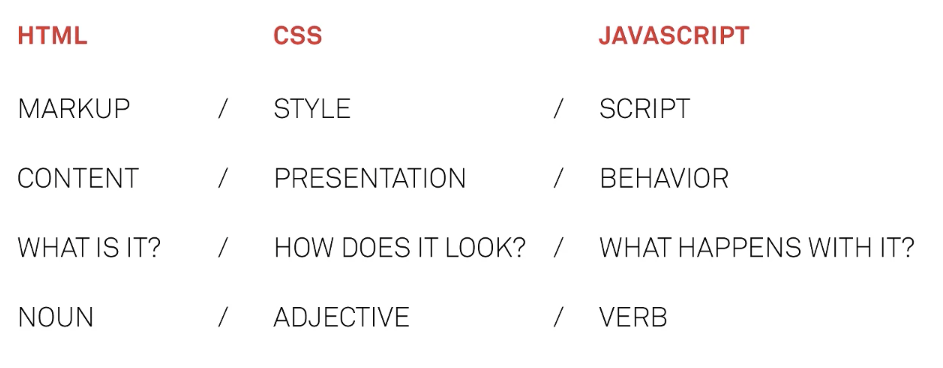 HTML CSS JAVASCRIPT
MARKUP / STYLE / SCRIPT
CONTENT / PRESENTATION / BEHAVIOR
WHAT IS IT? / HOW DOES IT LOOK? / WHAT HAPPENS WITH IT?
NOUN / ADJECTIVE / VERB